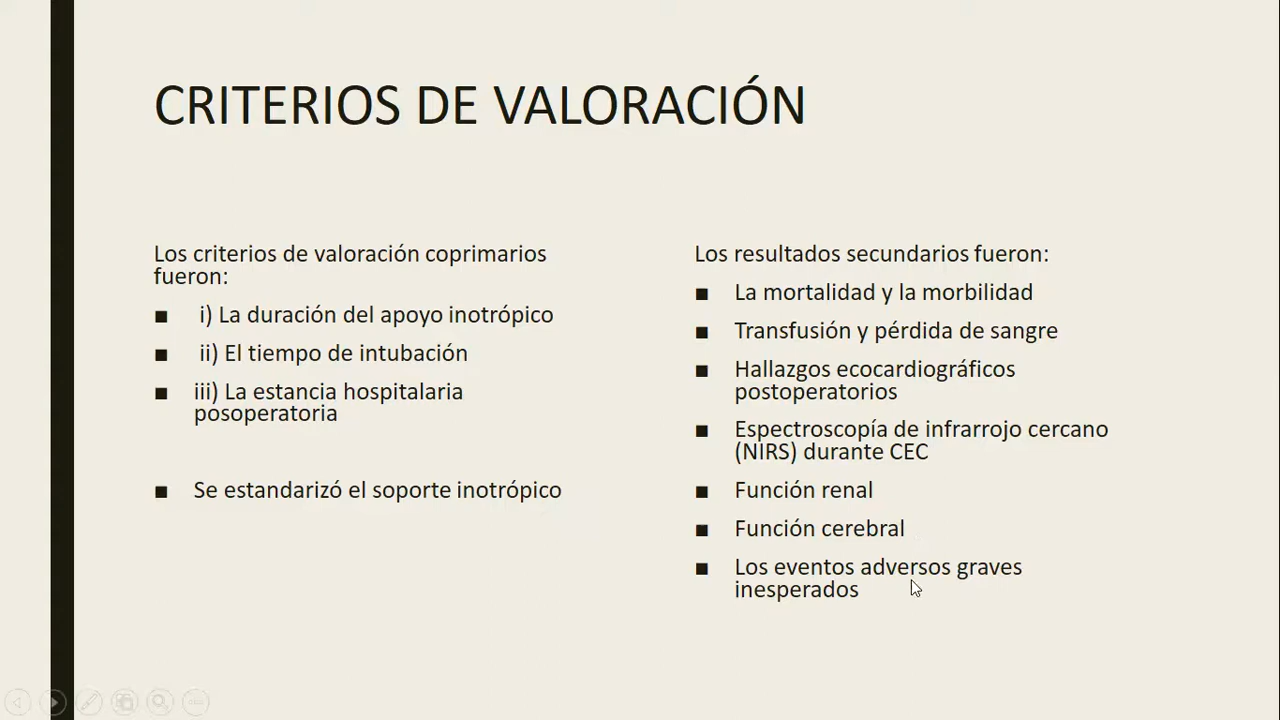 CRITERIOS DE VALORACIÓN
Los criterios de valoración coprimarios
fueron:
■ i) La duración del apoyo inotrópico
■ ii) El tiempo de intubación
■ iii) La estancia hospitalaria
posoperatoria
■ Se estandarizó el soporte inotrópico
Los resultados secundarios fueron:
■ La mortalidad y la morbilidad
■ Transfusión y pérdida de sangre
■ Hallazgos ecocardiográficos
postoperatorios
■ Espectroscopía de infrarrojo cercano
(NIRS) durante CEC
■ Función renal
■ Función cerebral
■ Los eventos adversos graves
inesperados